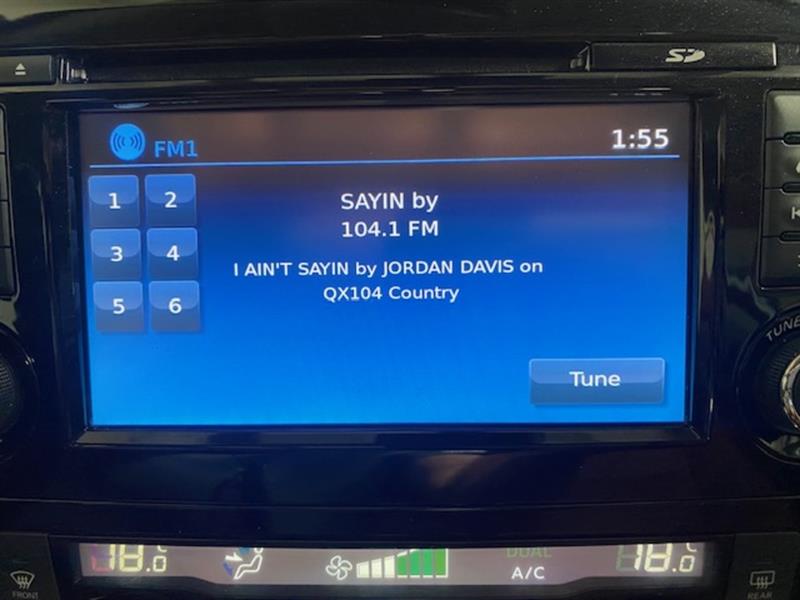 SD
FM1
1:55
1 2
SAYIN by
104.1 FM
3 4
I AIN'T SAYIN by JORDAN DAVIS on
QX104 Country
5 6
Tune
TUNE
18.0°C
DUAL
A/C
18.0°C
FRONT
REAR